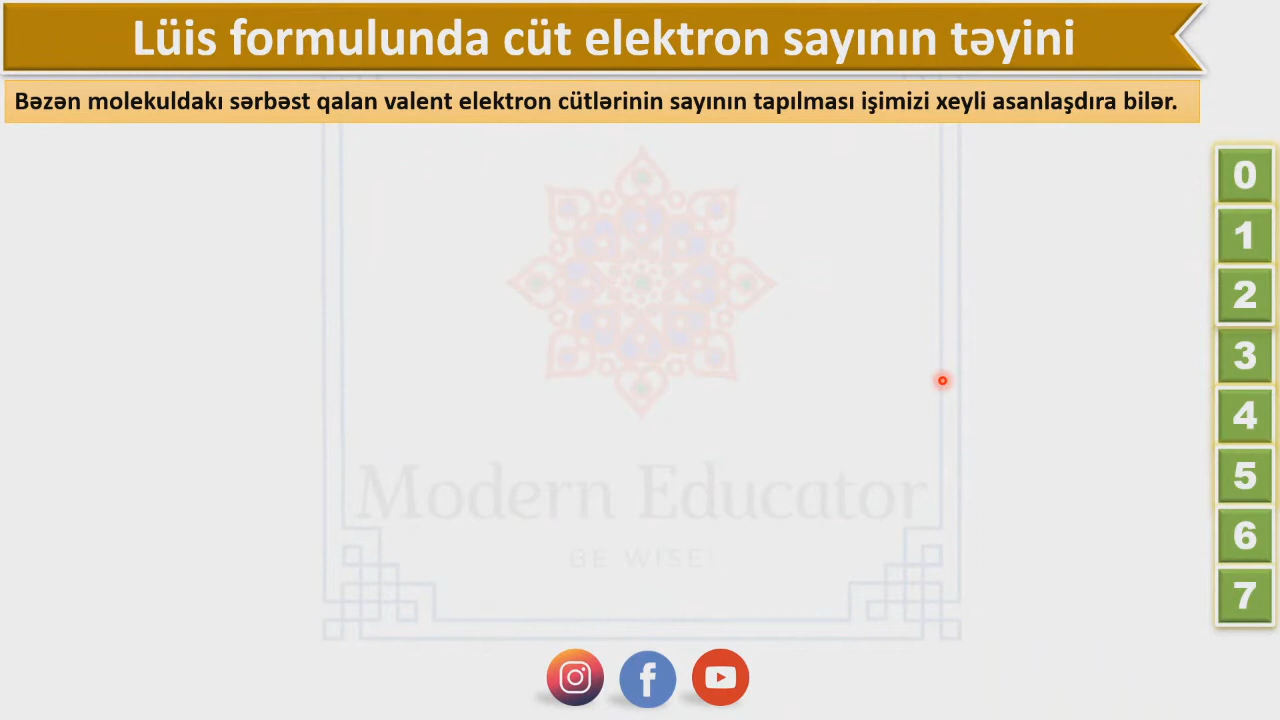 Lüis formulunda cüt elektron sayının təyini
Bəzən molekuldakı sərbəst qalan valent elektron cütlərinin sayının tapılması işimizi xeyli asanlaşdıra bilər.
0
1
2
3
4
5
6
7
Modern Educator
BE WISE!